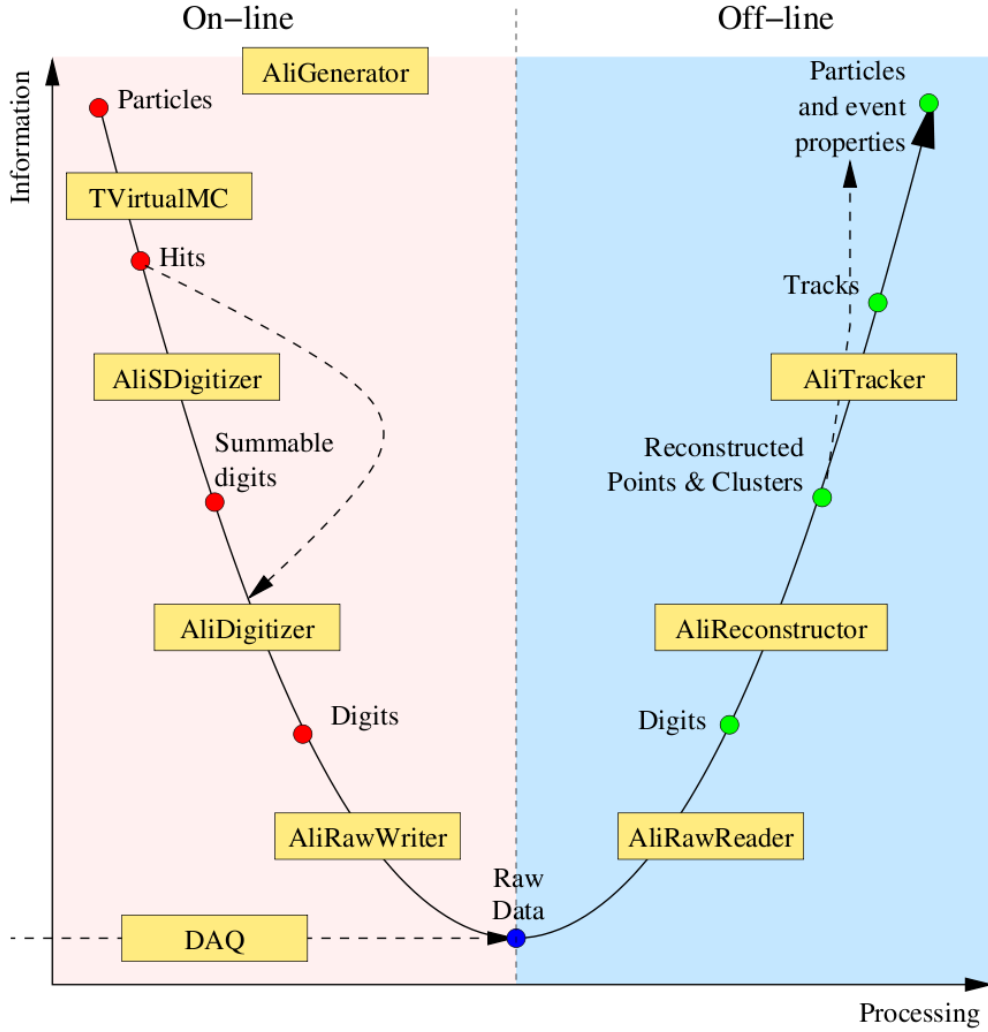 On−line
Off−line
Information
AliGenerator
Particles
TVirtualMC
Hits
AliSDigitizer
Summable
digits
AliDigitizer
Digits
AliRawWriter
DAQ
Raw
Data
Particles
and event
properties
Tracks
AliTracker
Reconstructed
Points & Clusters
AliReconstructor
Digits
AliRawReader
Processing